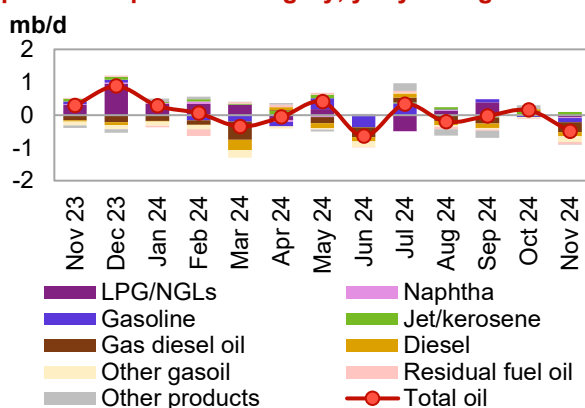 mb/d
2
1
0
-1
-2
Nov 23
Dec 23
Jan 24
Feb 24
Mar 24
Apr 24
May 24
Jun 24
Jul 24
Aug 24
Sep 24
Oct 24
Nov 24
LPG/NGLs Naphtha
Gasoline Jet/kerosene
Gas diesel oil Diesel
Other gasoil Residual fuel oil
Other products Total oil